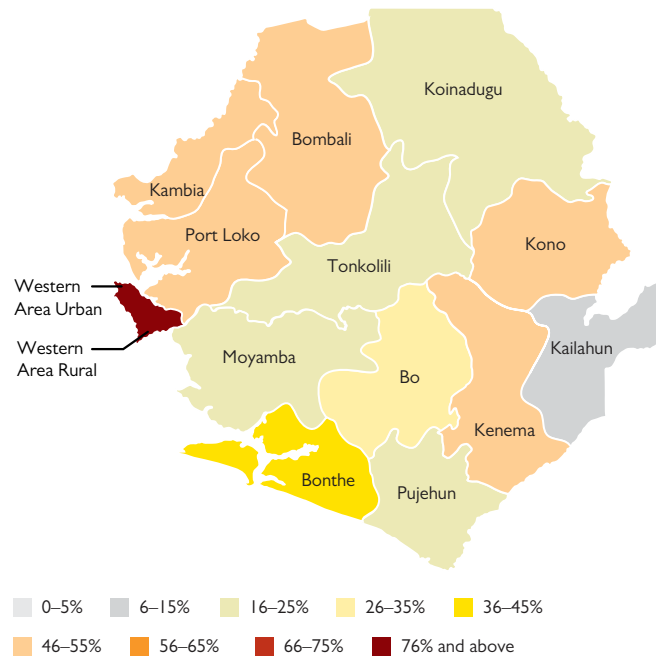 Koinadugu
Bombali
Kambia
Port Loko
Kono
Tonkolili
Western
Area Urban
Western
Area Rural
Moyamba
Kailahun
Bo
Kenema
Bonthe
Pujehun
0–5%
6–15%
16–25%
26–35%
36–45%
46–55%
56–65%
66–75%
76% and above